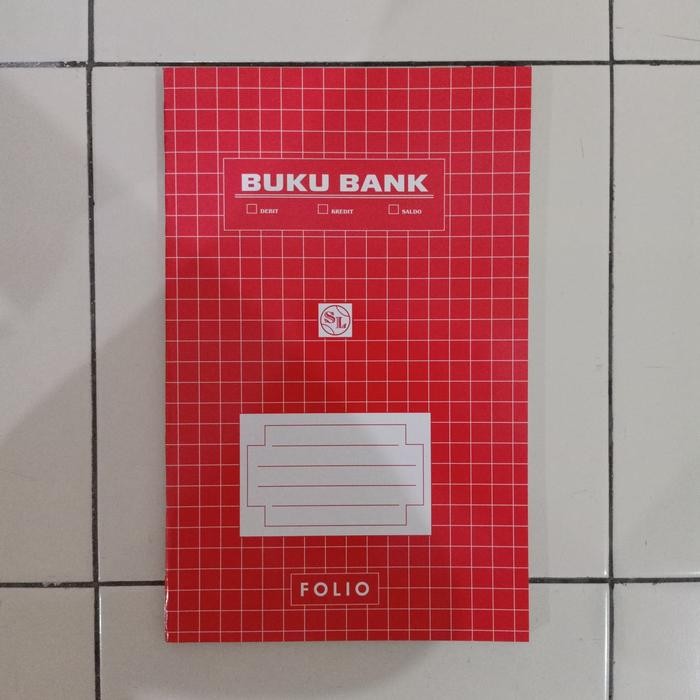 BUKU BANK
DEBIT KREDIT SALDO
SL
FOLIO